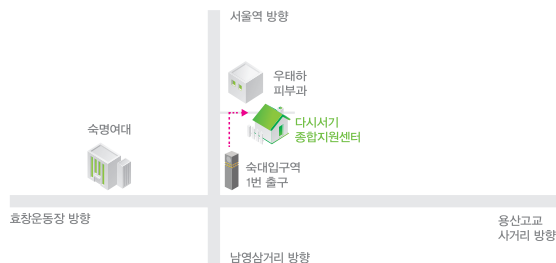 서울역 방향
우태하
피부과
다시서기
종합지원센터
숙명여대
숙대입구역
1번 출구
효창운동장 방향
용산고교
사거리 방향
남영삼거리 방향